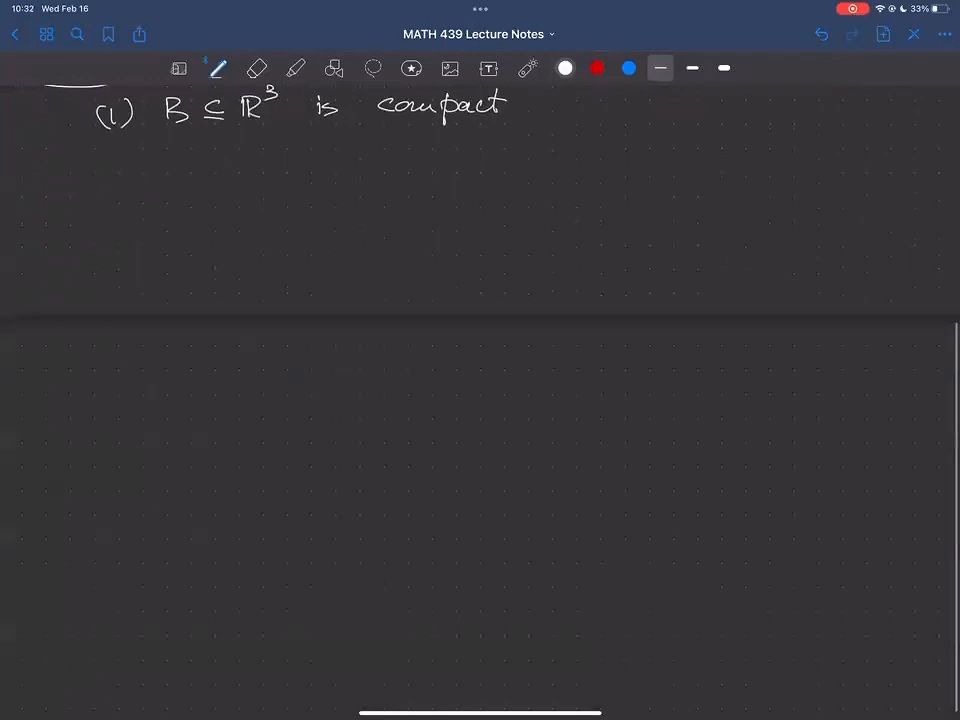 10:32 Wed Feb 16
33%
MATH 439 Lecture Notes
T
(1) B ⊆ ℝ³ is compact